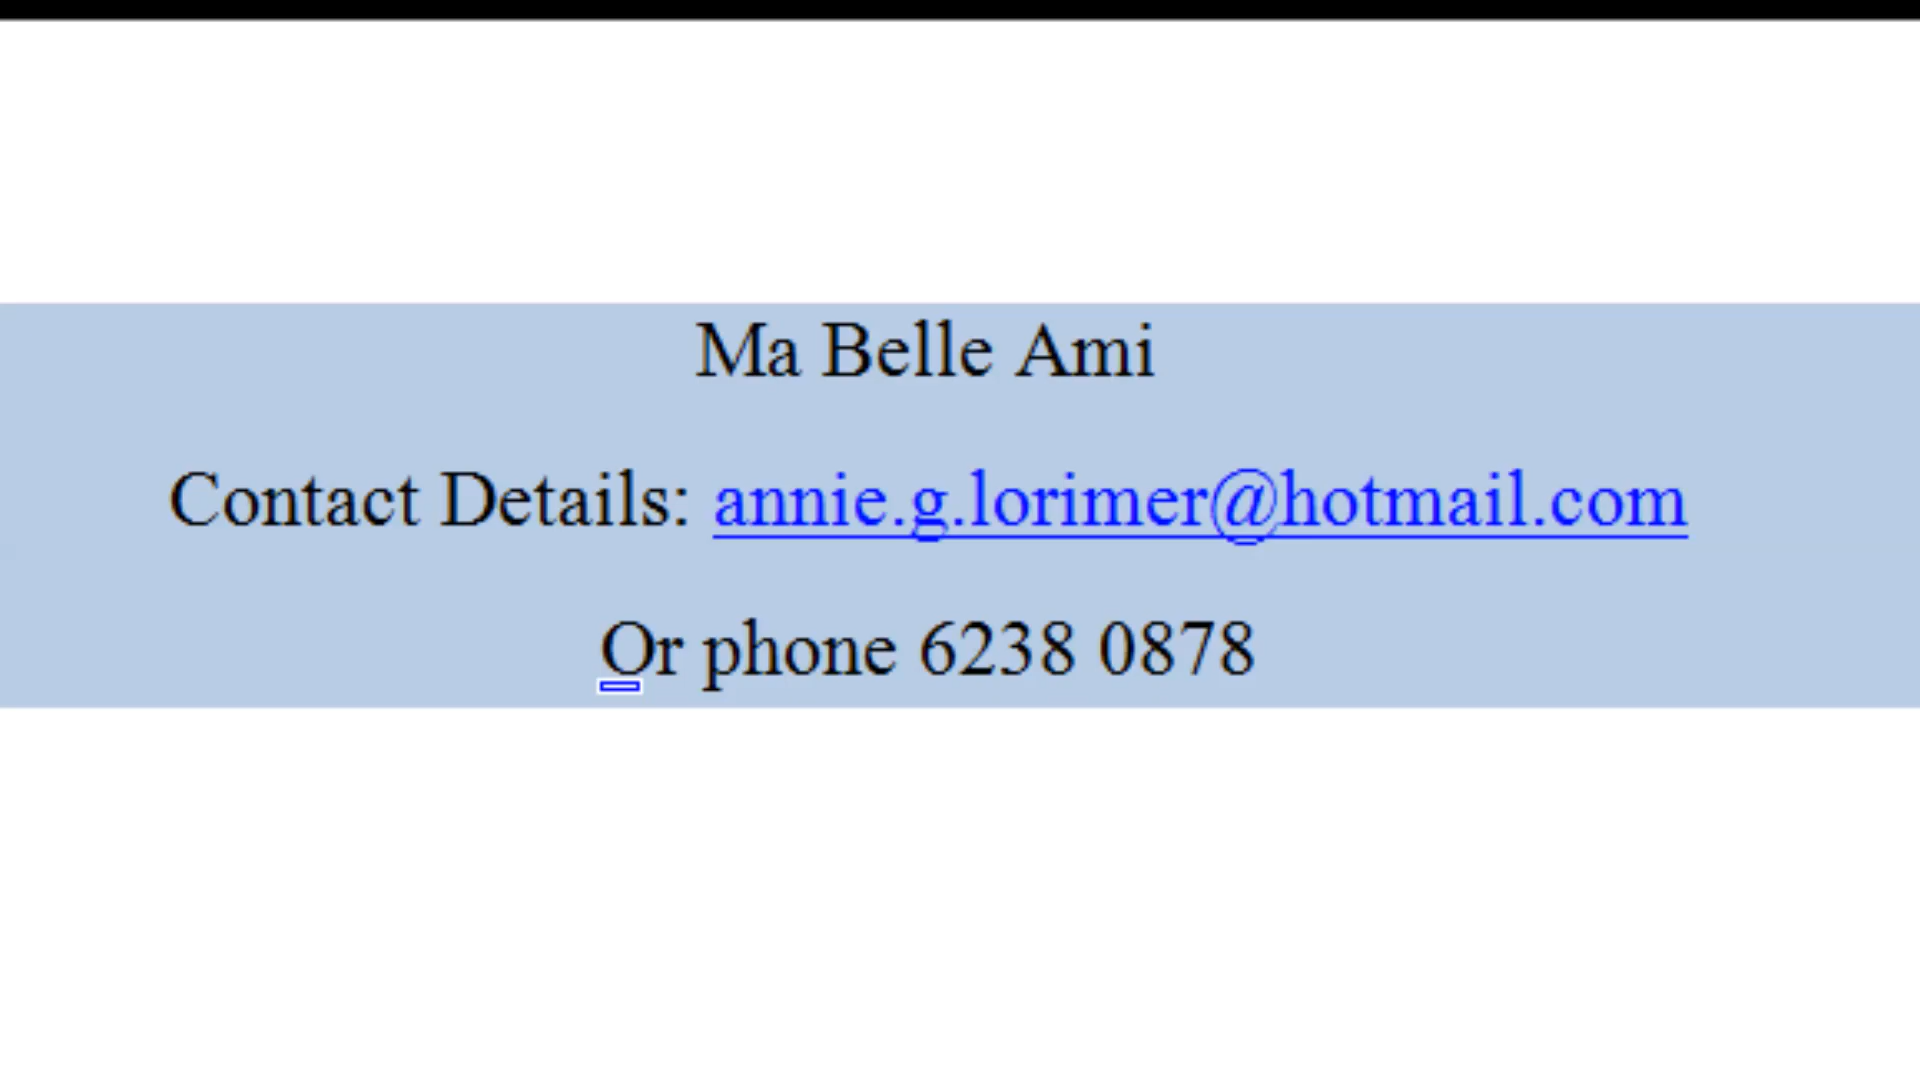 Ma Belle Ami
Contact Details: annie.g.lorimer@hotmail.com
Or phone 6238 0878